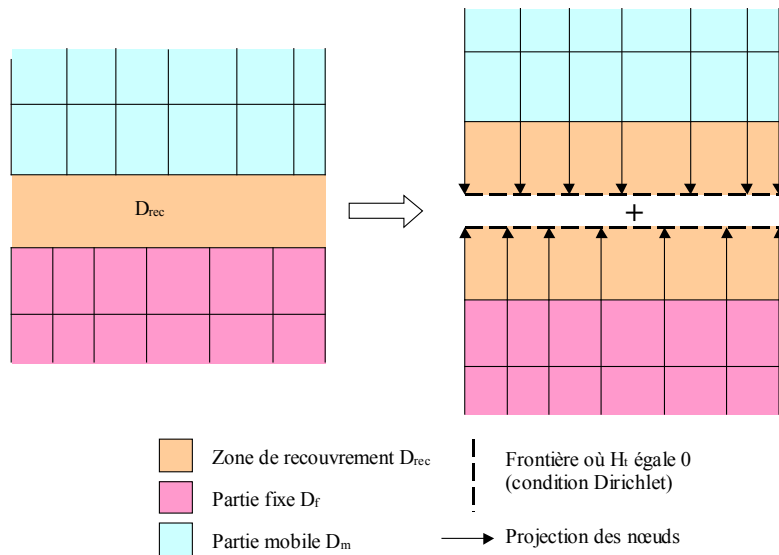 Drec
+
Zone de recouvrement Drec
Partie fixe Df
Partie mobile Dm
Frontière où Ht égale 0
(condition Dirichlet)
Projection des nœuds